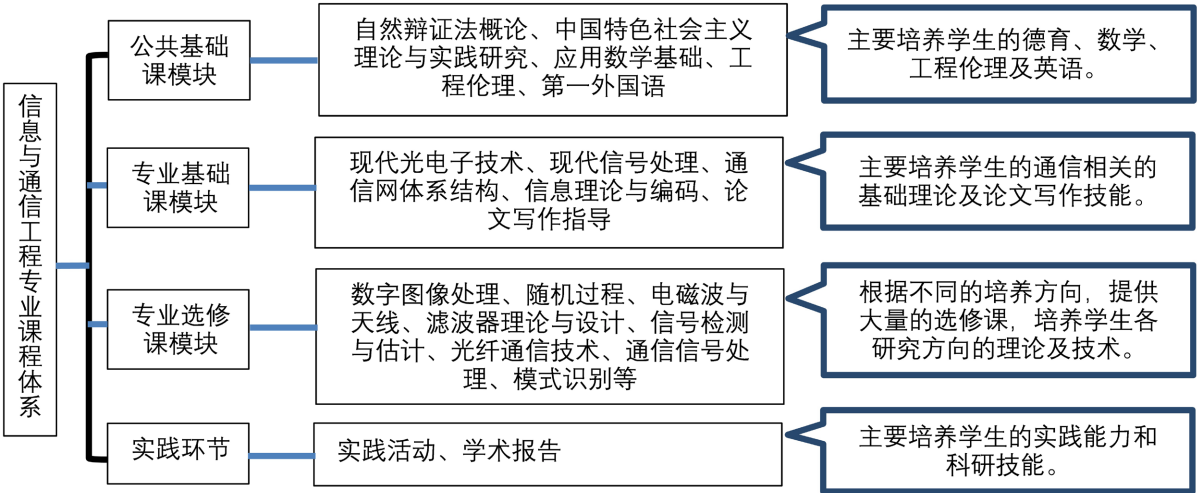 信息与通信工程专业课程体系
公共基础
课模块
自然辩证法概论、中国特色社会主义
理论与实践研究、应用数学基础、工
程伦理、第一外国语
主要培养学生的德育、数学、
工程伦理及英语。
专业基础
课模块
现代光电子技术、现代信号处理、通
信网体系结构、信息理论与编码、论
文写作指导
主要培养学生的通信相关的
基础理论及论文写作技能。
专业选修
课模块
数字图像处理、随机过程、电磁波与
天线、滤波器理论与设计、信号检测
与估计、光纤通信技术、通信信号处
理、模式识别等
根据不同的培养方向，提供
大量的选修课，培养学生各
研究方向的理论及技术。
实践环节
实践活动、学术报告
主要培养学生的实践能力和
科研技能。